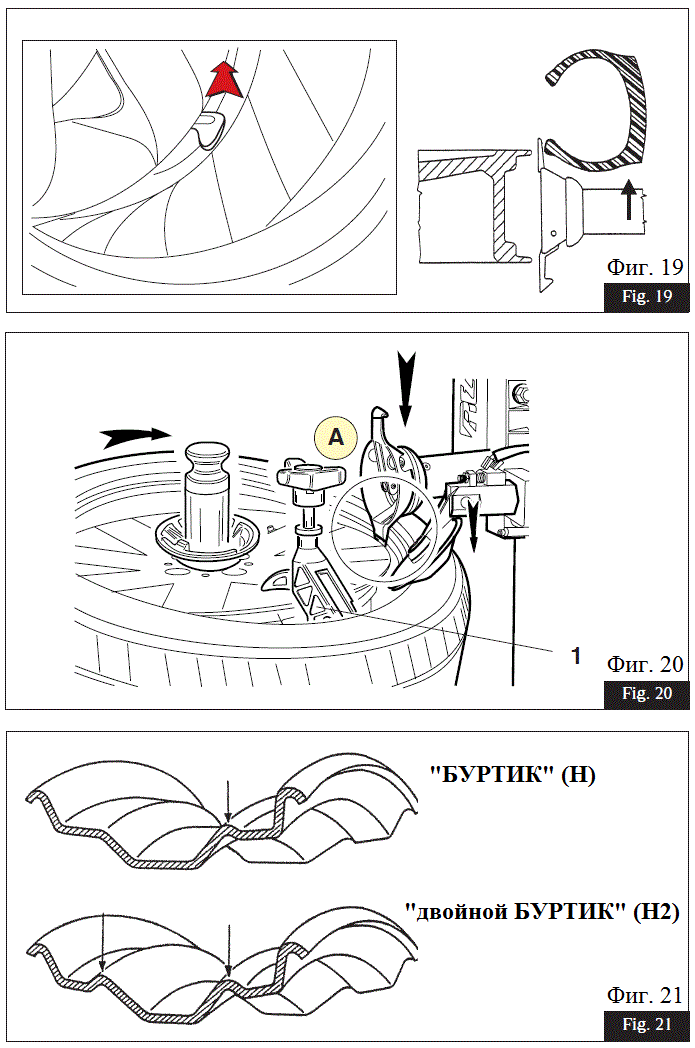 Фиг. 19
Fig. 19
A
1
Фиг. 20
Fig. 20
"БУРТИК" (H)
"двойной БУРТИК" (H2)
Фиг. 21
Fig. 21